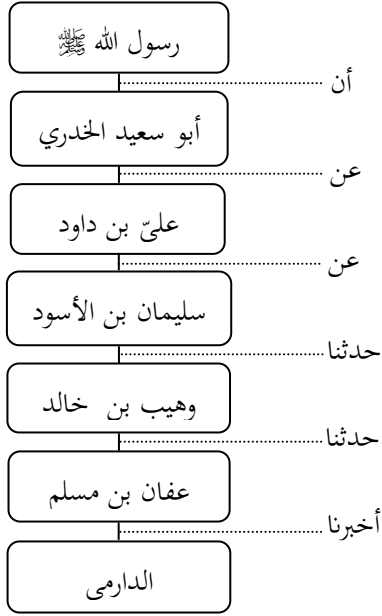 رسول الله ﷺ
أن
أبو سعيد الخدري
عن
عليّ بن داود
عن
سليمان بن الأسود
حدثنا
وهيب بن خالد
حدثنا
عفان بن مسلم
أخبرنا
الدارمى